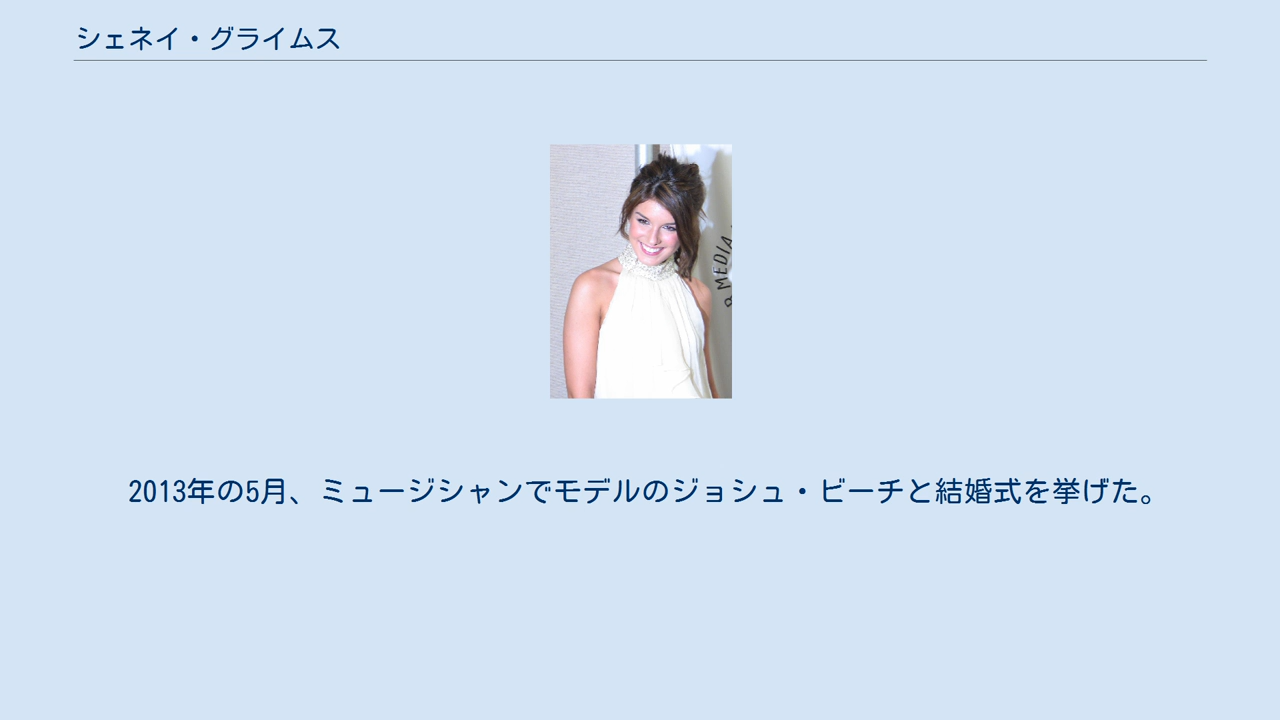 シェネイ・グライムス
MEDIA
2013年の5月、ミュージシャンでモデルのジョシュ・ビーチと結婚式を挙げた。